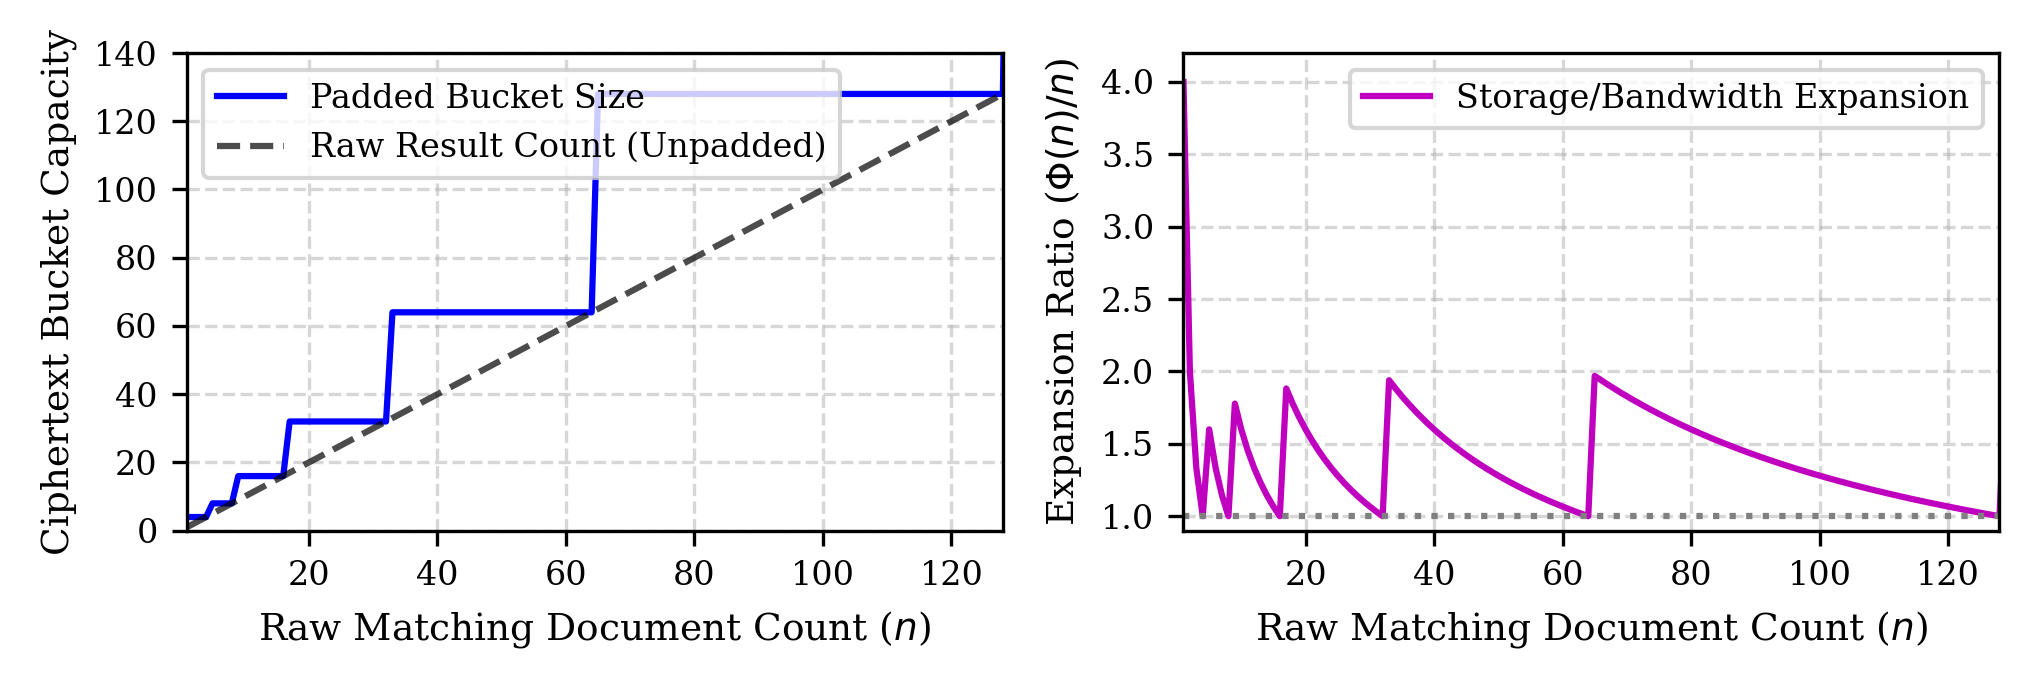 Ciphertext Bucket Capacity
140
120
100
80
60
40
20
0
Padded Bucket Size
Raw Result Count (Unpadded)
20 40 60 80 100 120
Raw Matching Document Count (n)
Expansion Ratio (Φ(n)/n)
4.0
3.5
3.0
2.5
2.0
1.5
1.0
Storage/Bandwidth Expansion
20 40 60 80 100 120
Raw Matching Document Count (n)